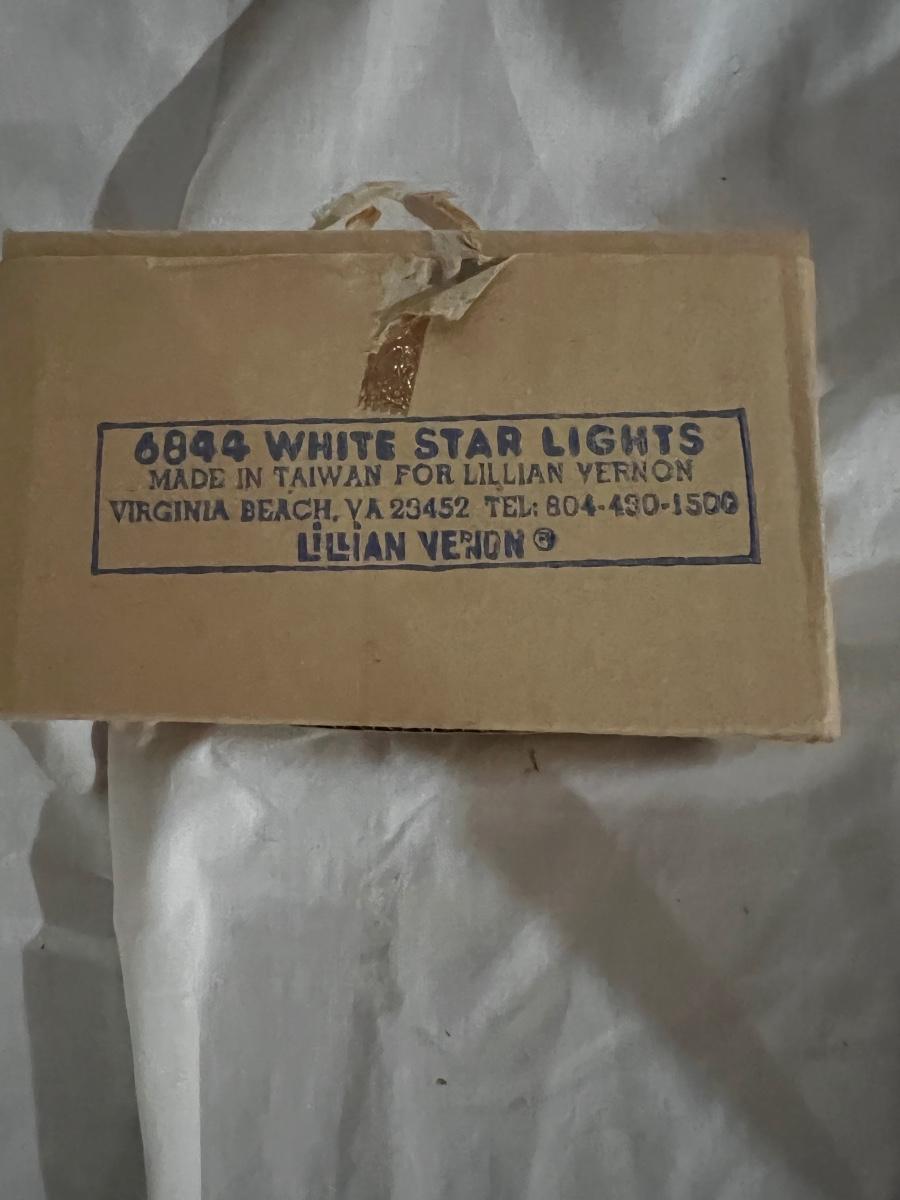 6844 WHITE STAR LIGHTS
MADE IN TAIWAN FOR LILLIAN VERNON
VIRGINIA BEACH, VA 23452 TEL: 804-430-1500
LILLIAN VERNON ®